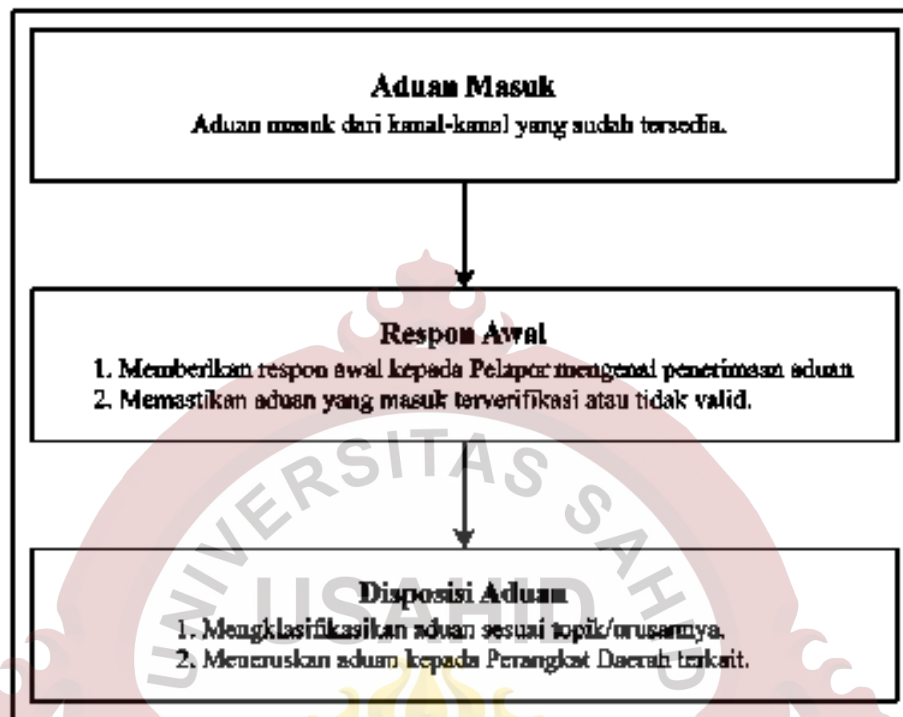 Aduan Masuk
Aduan masuk dari kanal-kanal yang sudah tersedia.
Respon Awal
1. Memberikan respon awal kepada Pelapor mengenai penerimaan aduan
2. Memastikan aduan yang masuk terverifikasi atau tidak valid.
UNIVERSITAS SAHID
USAHID
Disposisi Aduan
1. Mengklasifikasikan aduan sesuai topik/urusannya.
2. Meneruskan aduan kepada Perangkat Daerah terkait.